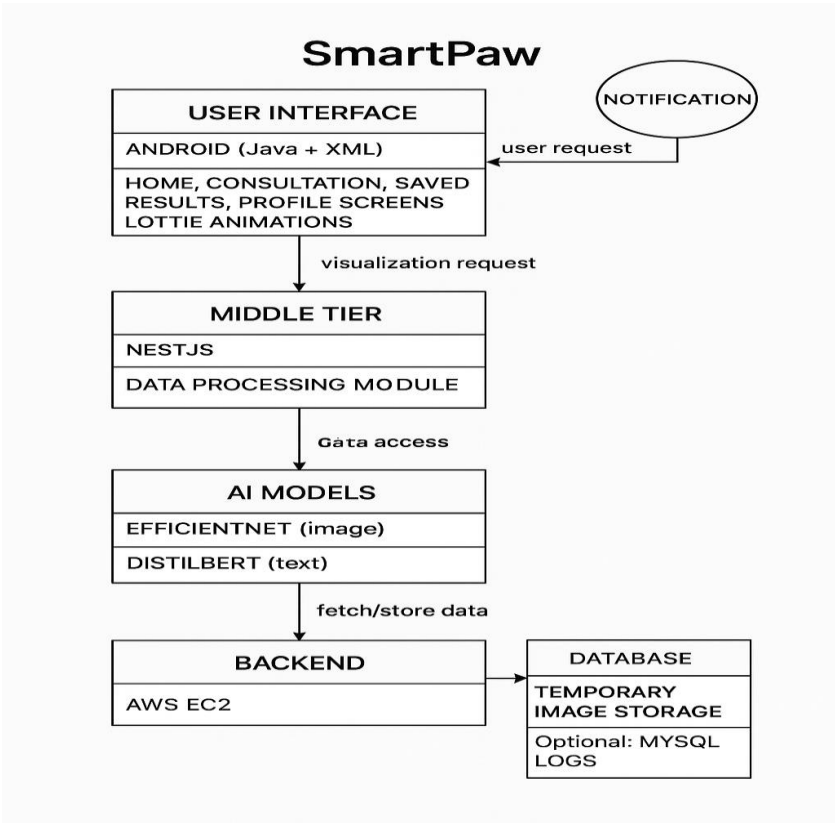 SmartPaw
NOTIFICATION
USER INTERFACE
ANDROID (Java + XML)
user request
HOME, CONSULTATION, SAVED
RESULTS, PROFILE SCREENS
LOTTIE ANIMATIONS
visualization request
MIDDLE TIER
NESTJS
DATA PROCESSING MODULE
Gata access
AI MODELS
EFFICIENTNET (image)
DISTILBERT (text)
fetch/store data
BACKEND
AWS EC2
DATABASE
TEMPORARY
IMAGE STORAGE
Optional: MYSQL
LOGS